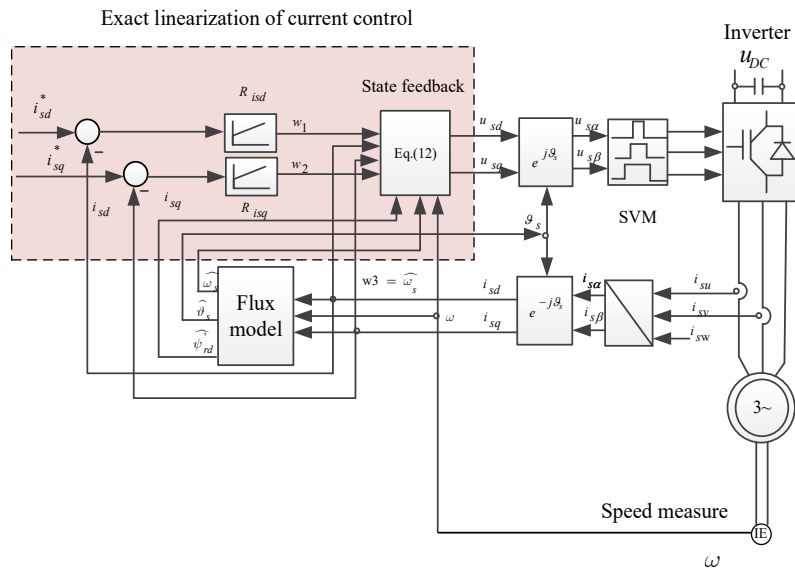 Exact linearization of current control
Inverter
u_DC
State feedback
R_isd
i*_sd
w_1
u_sd
u_sα
e^{jϑ_s}
Eq.(12)
i*_sq
w_2
u_sq
u_sβ
i_sd
i_sq
R_isq
SVM
ϑ_s
ω̂_s
w3 = ω̂_s
i_sd
i_sα
i_su
ϑ̂_s
Flux
model
ω
e^{-jϑ_s}
i_sv
i_sq
i_sβ
i_sw
ψ̂_rd
3~
Speed measure
IE
ω